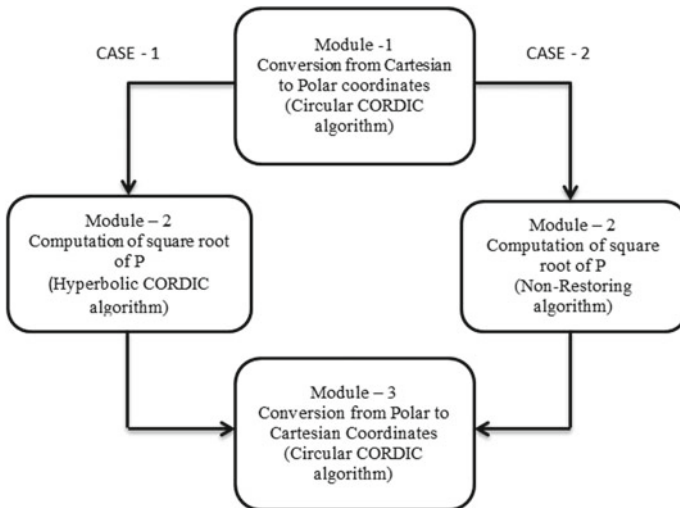 CASE - 1
Module -1
Conversion from Cartesian
to Polar coordinates
(Circular CORDIC
algorithm)
CASE - 2
Module – 2
Computation of square root
of P
(Hyperbolic CORDIC
algorithm)
Module – 2
Computation of square
root of P
(Non-Restoring
algorithm)
Module – 3
Conversion from Polar to
Cartesian Coordinates
(Circular CORDIC
algorithm)